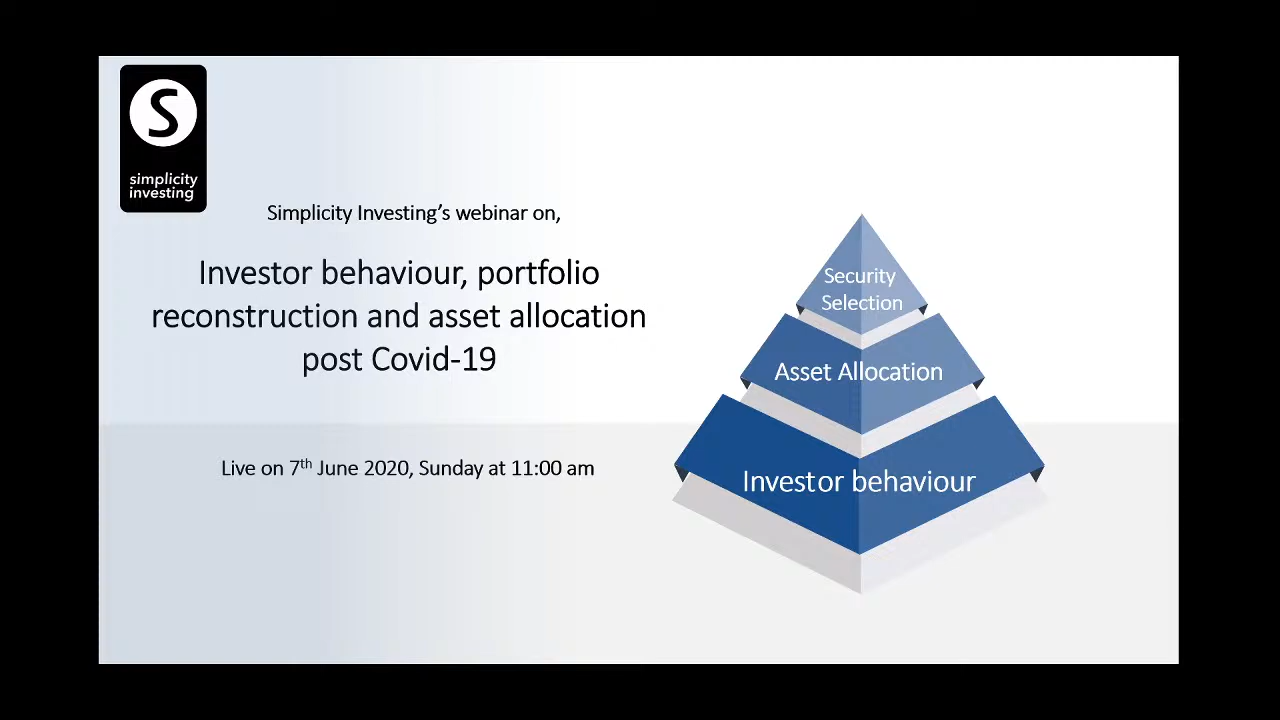 S
simplicity
investing
Simplicity Investing’s webinar on,
Investor behaviour, portfolio
reconstruction and asset allocation
post Covid-19
Live on 7th June 2020, Sunday at 11:00 am
Security
Selection
Asset Allocation
Investor behaviour